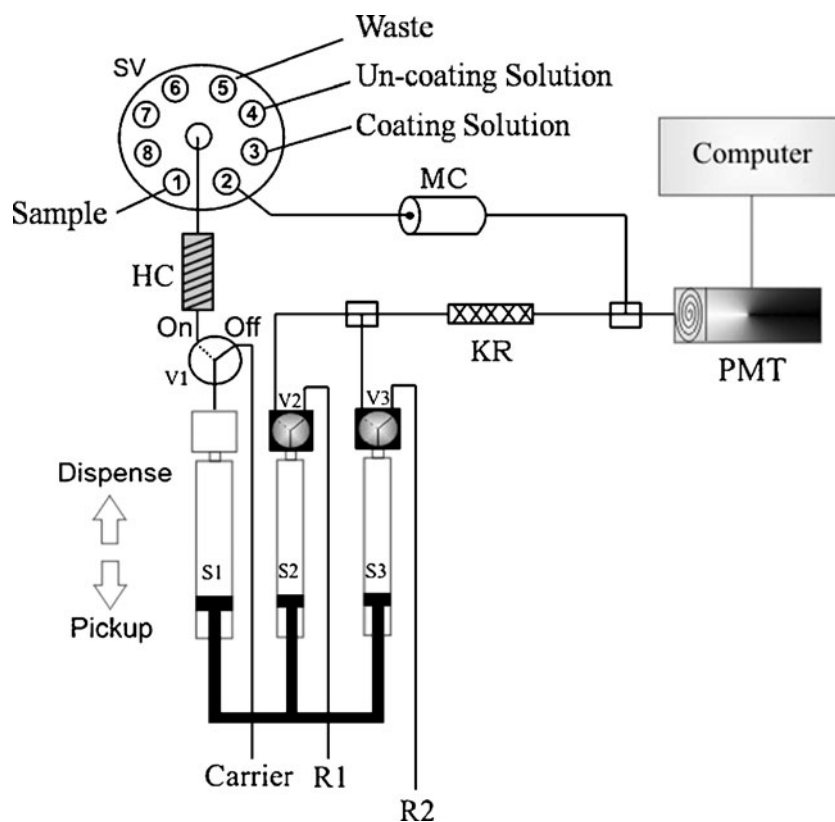 Waste
SV
Un-coating Solution
Coating Solution
6
5
7
4
8
3
1
2
Sample
MC
Computer
HC
On
Off
V1
KR
PMT
V2
V3
Dispense
S1
S2
S3
Pickup
Carrier
R1
R2